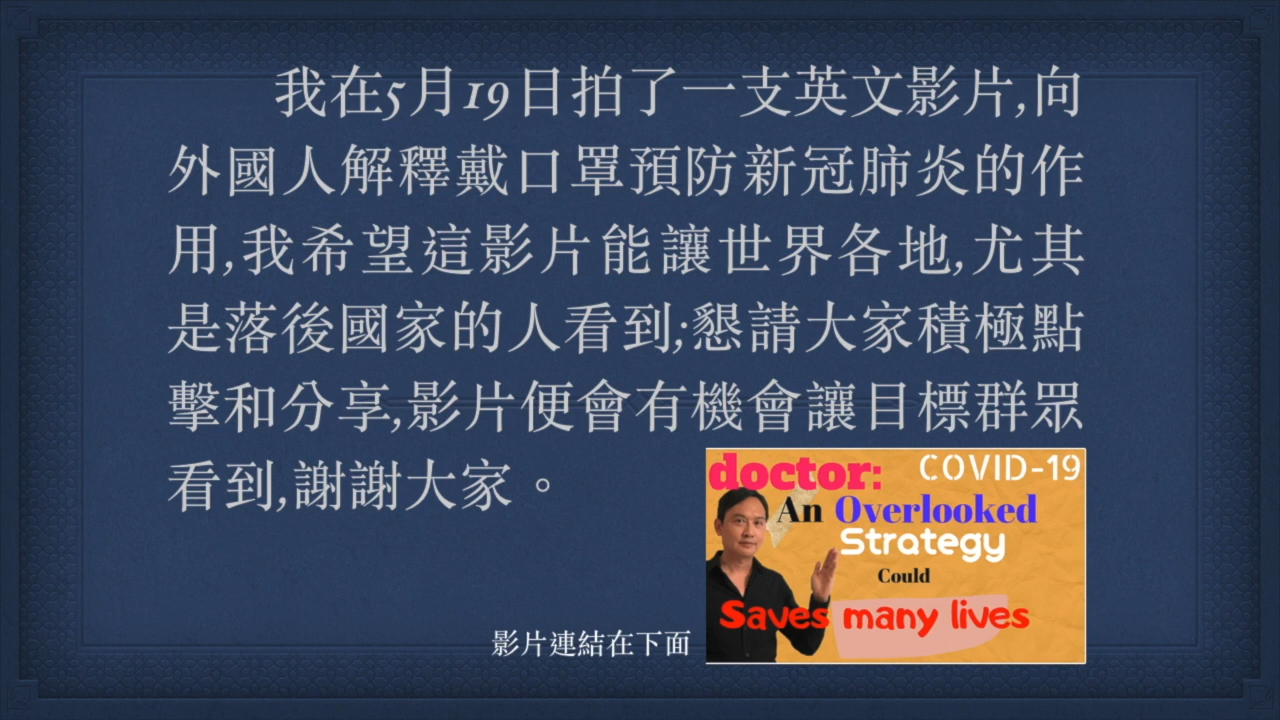 我在5月19日拍了一支英文影片,向
外國人解釋戴口罩預防新冠肺炎的作
用,我希望這影片能讓世界各地,尤其
是落後國家的人看到;懇請大家積極點
擊和分享,影片便會有機會讓目標群眾
看到,謝謝大家。
doctor: COVID-19
An Overlooked
Strategy
Could
Saves many lives
影片連結在下面